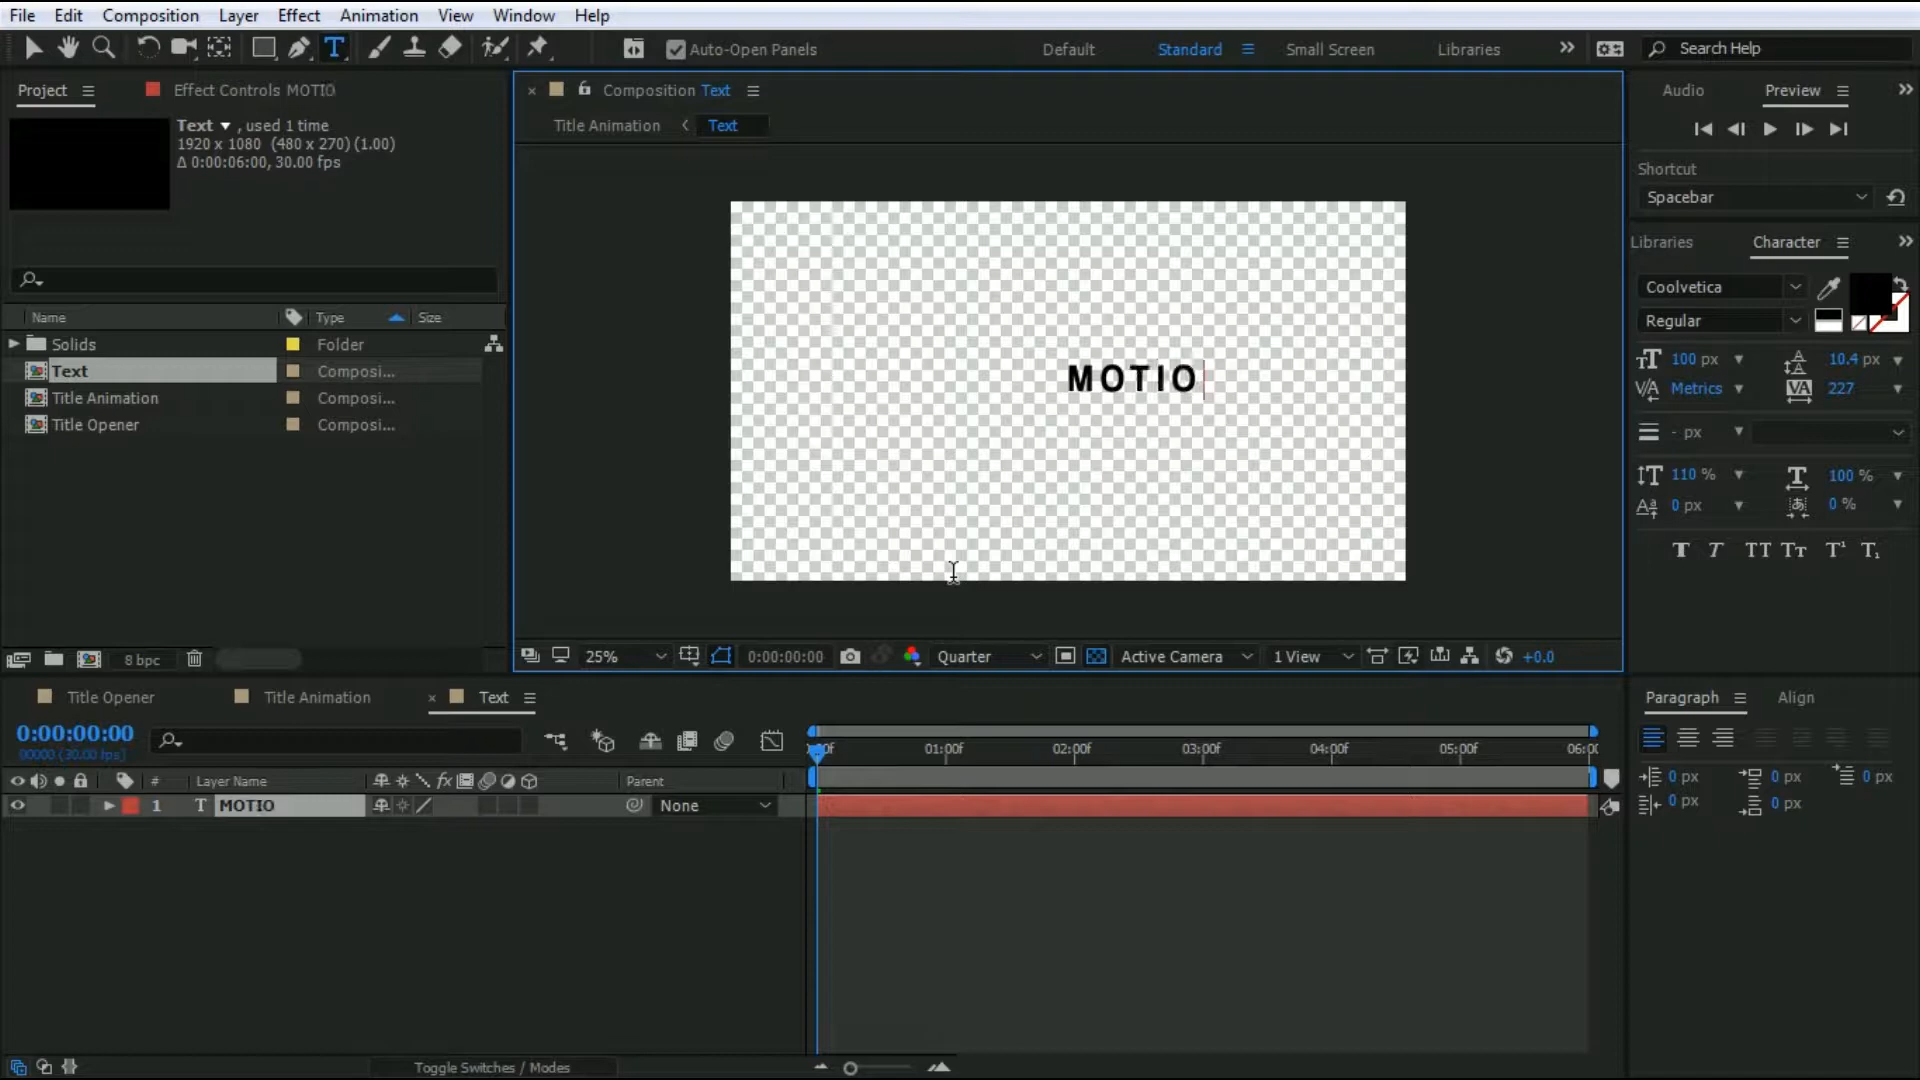 File Edit Composition Layer Effect Animation View Window Help
Auto-Open Panels Default Standard Small Screen Libraries Search Help
Project Effect Controls MOTIO
Text , used 1 time
1920 x 1080 (480 x 270) (1.00)
Δ 0:00:06:00, 30.00 fps
Name Type Size
Solids Folder
Text Composi...
Title Animation Composi...
Title Opener Composi...
8 bpc
Composition Text
Title Animation Text
MOTIO
25% 0:00:00:00 Quarter Active Camera 1 View +0.0
Audio Preview
Shortcut
Spacebar
Libraries Character
Coolvetica
Regular
100 px 10.4 px
Metrics 227
- px
110 % 100 %
0 px 0 %
T T TT Tт T¹ T₁
Title Opener Title Animation Text
0:00:00:00
00000 (30.00 fps)
01:00f 02:00f 03:00f 04:00f 05:00f
# Layer Name Parent
1 T MOTIO None
Toggle Switches / Modes
Paragraph Align
0 px 0 px 0 px
0 px 0 px